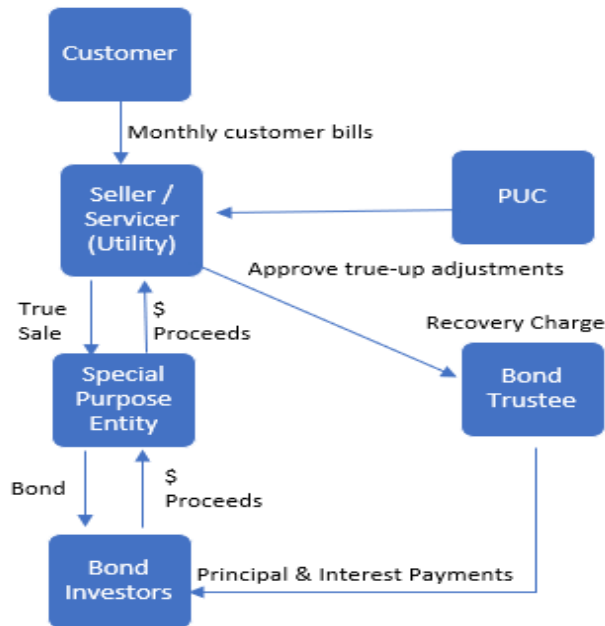 Customer
Monthly customer bills
Seller /
Servicer
(Utility)
PUC
Approve true-up adjustments
True
Sale
$
Proceeds
Recovery Charge
Special
Purpose
Entity
Bond
Trustee
Bond
$
Proceeds
Bond
Investors
Principal & Interest Payments